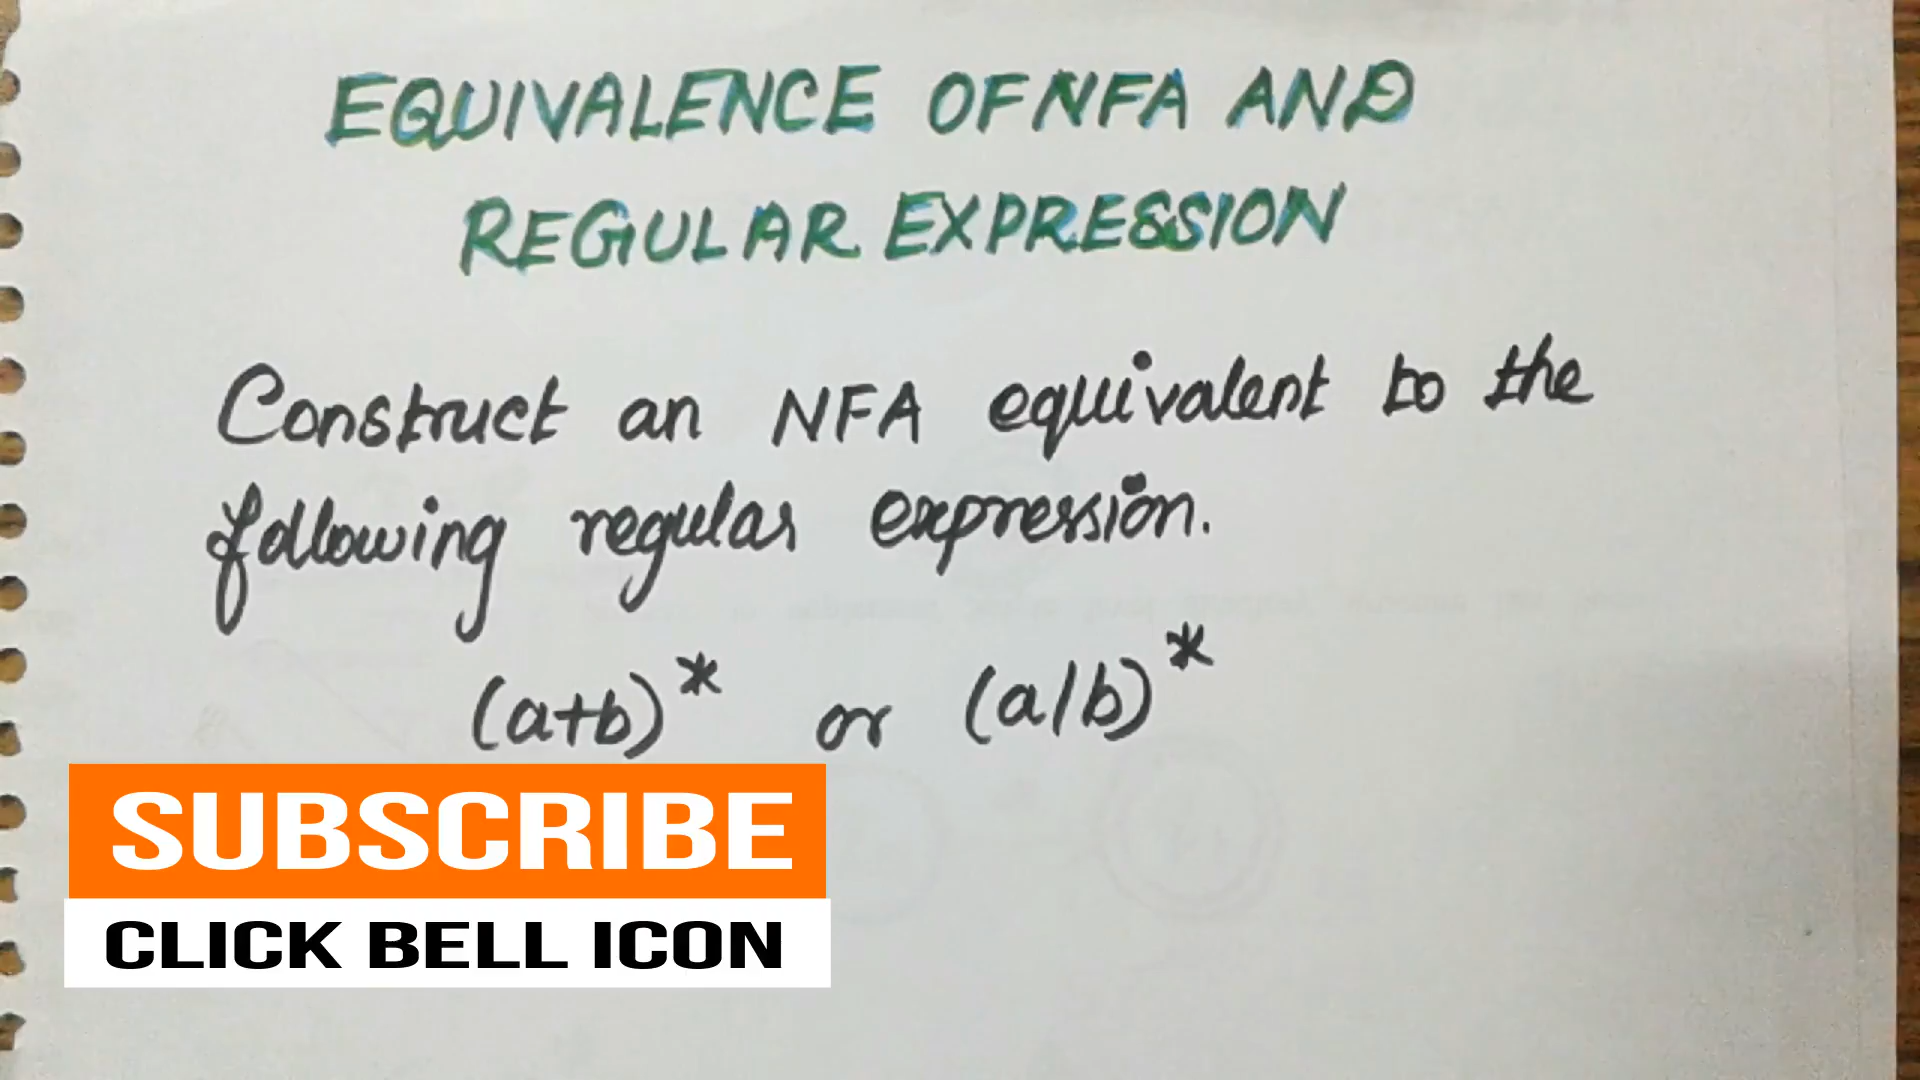 EQUIVALENCE OF NFA AND
REGULAR EXPRESSION
Construct an NFA equivalent to the
following regular expression.
(a+b)* or (a/b)*
SUBSCRIBE
CLICK BELL ICON